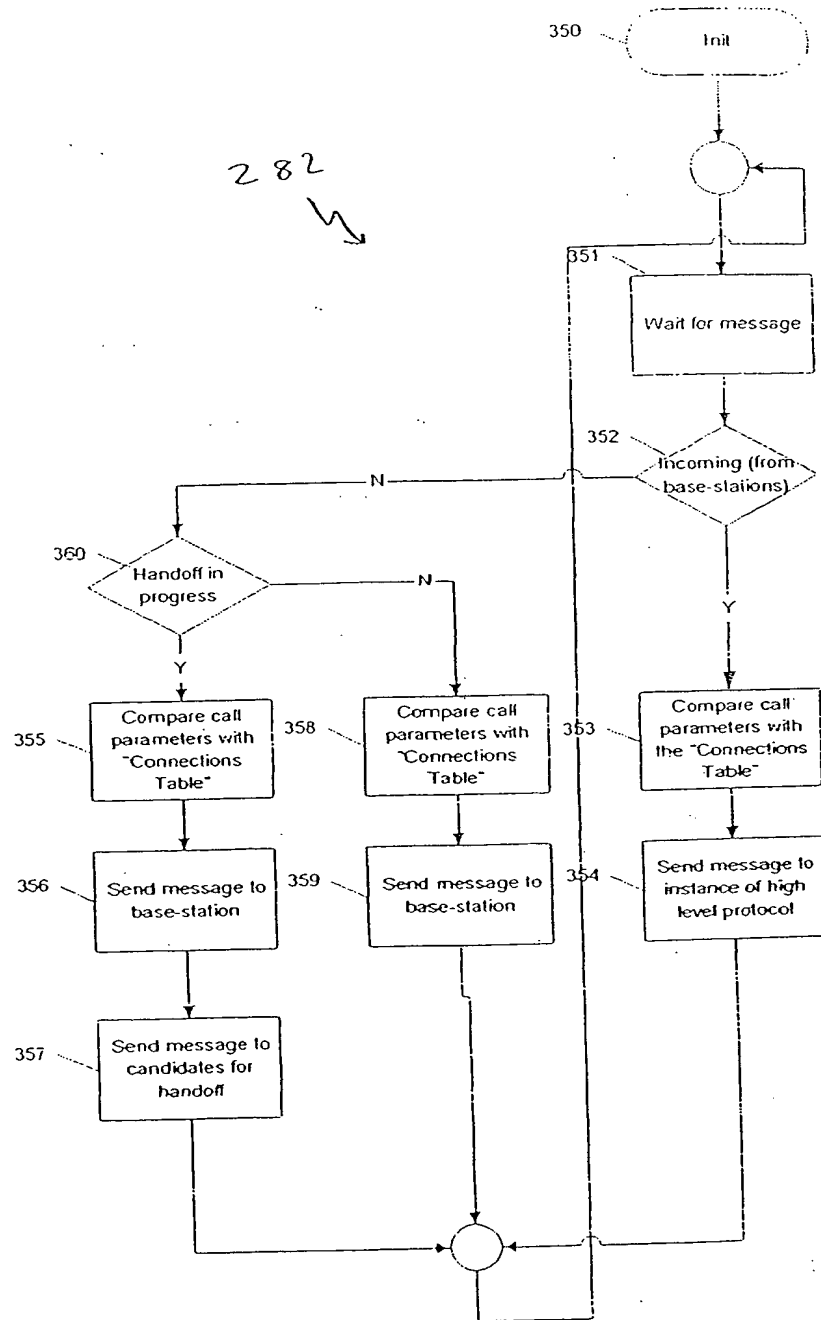 350
Init
282
351
Wait for message
352
Incoming (from
base-stations)
N
360
Handoff in
progress
N
Y
Y
355
Compare call
parameters with
"Connections
Table"
358
Compare call
parameters with
"Connections
Table"
353
Compare call
parameters with
the "Connections
Table"
356
Send message to
base-station
359
Send message to
base-station
354
Send message to
instance of high
level protocol
357
Send message to
candidates for
handoff